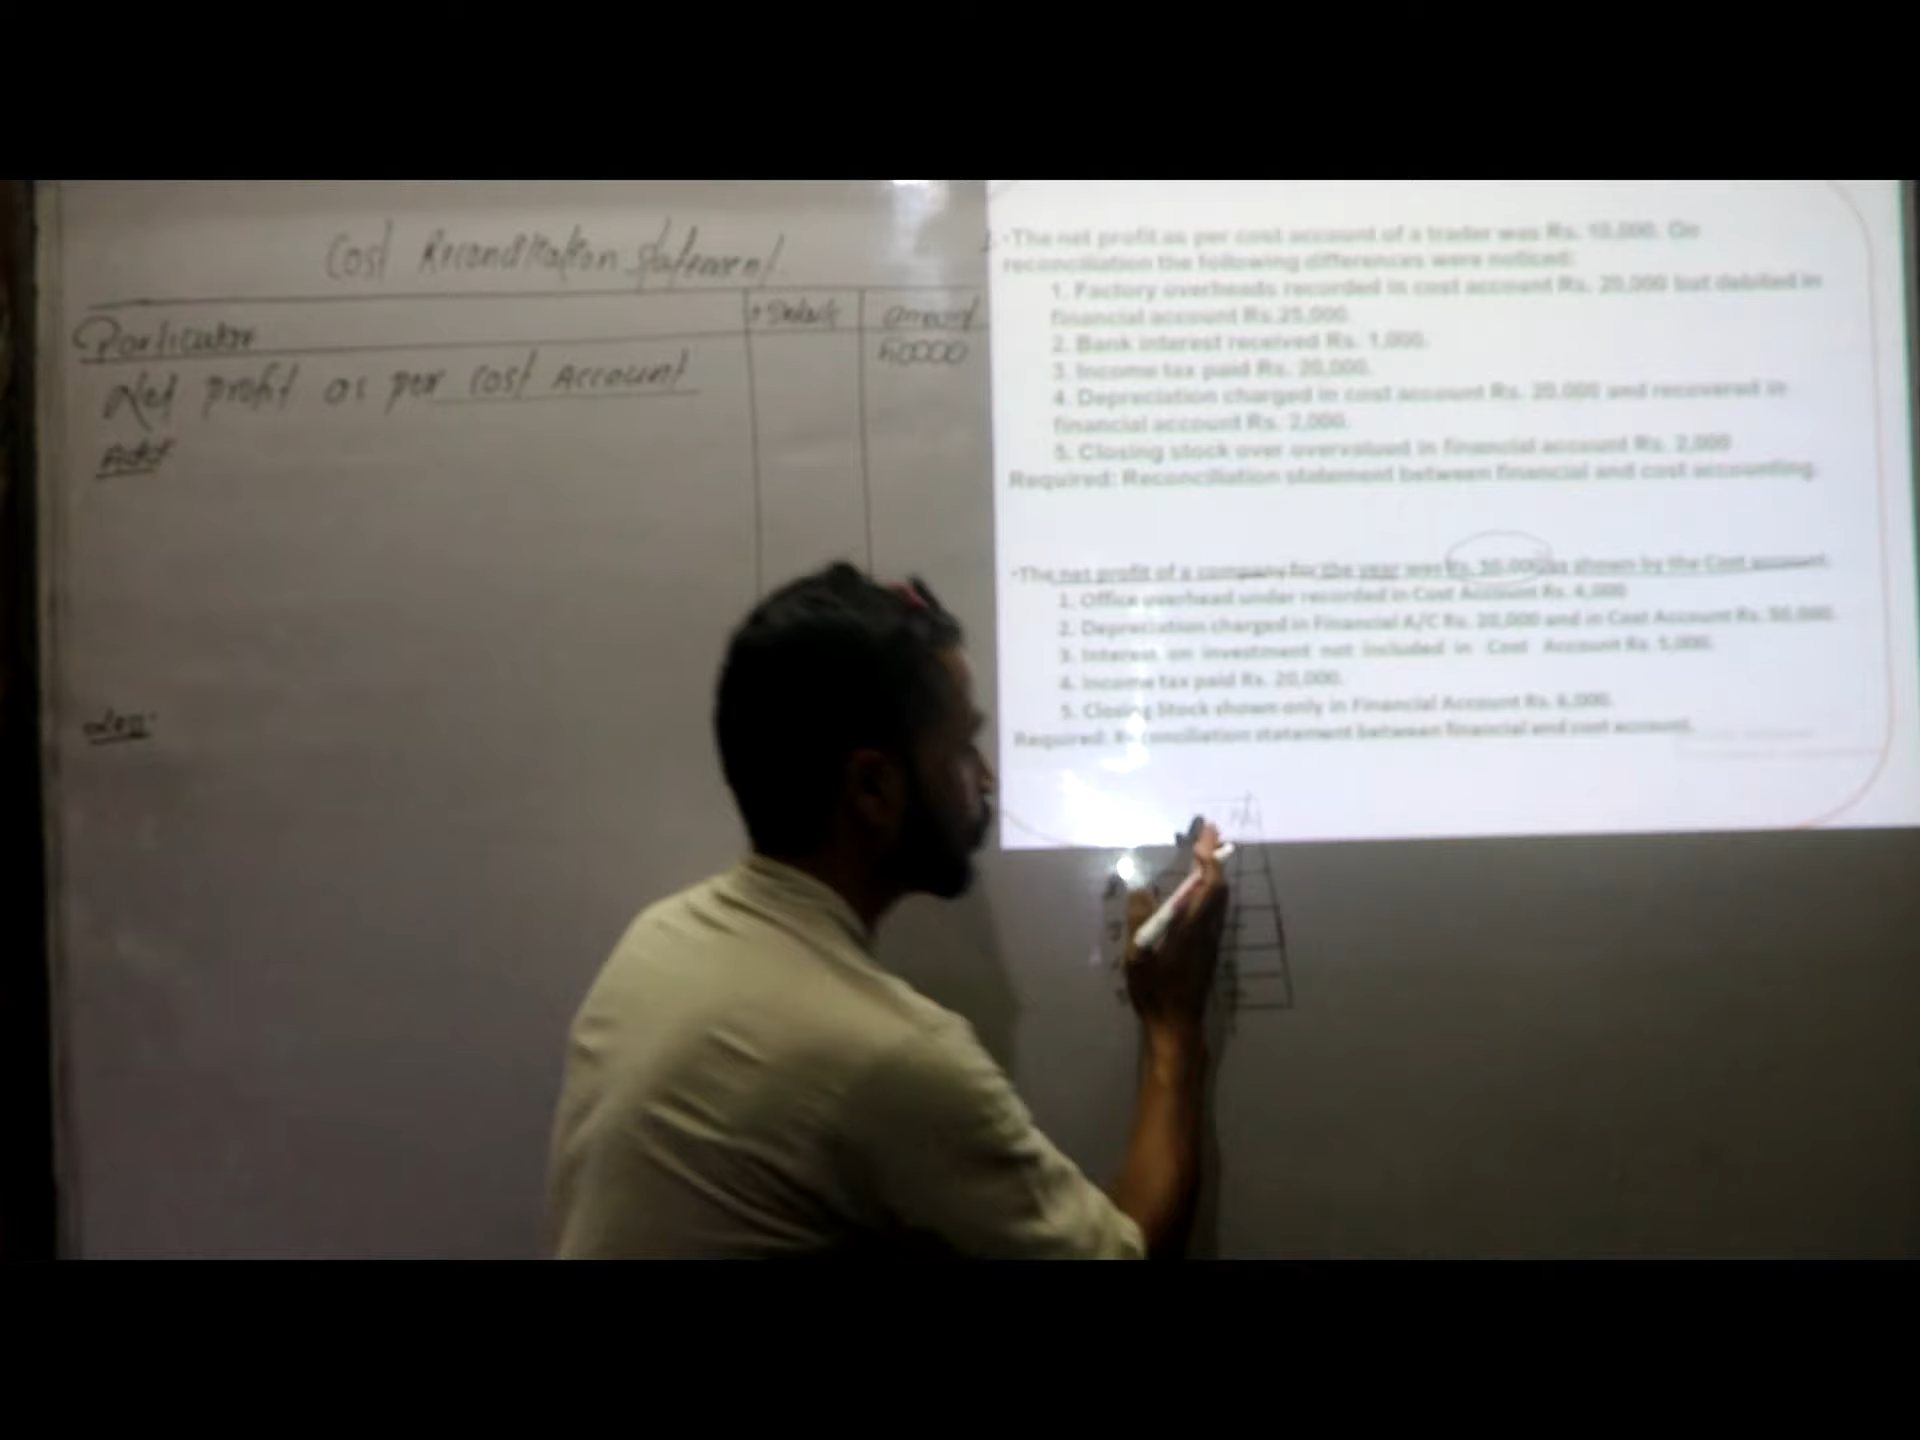 Cost Reconciliation Statement
Particular Details amount
Net profit as per Cost Account 50000
Add
Less:
•The net profit as per cost account of a trader was Rs. 10,000. On
reconciliation the following differences were noticed:
1. Factory overheads recorded in cost account Rs. 20,000 but debited in
financial account Rs.25,000.
2. Bank interest received Rs. 1,000.
3. Income tax paid Rs. 20,000.
4. Depreciation charged in cost account Rs. 20,000 and recovered in
financial account Rs. 2,000.
5. Closing stock over overvalued in financial account Rs. 2,000
Required: Reconciliation statement between financial and cost accounting.
•The net profit of a company for the year was Rs. 50,000 as shown by the Cost account.
1. Office overhead under recorded in Cost Account Rs. 4,000
2. Depreciation charged in Financial A/C Rs. 20,000 and in Cost Account Rs.
3. Interest on investment not included in Cost Account Rs. 5,000.
4. Income tax paid Rs. 20,000.
5. Closing Stock shown only in Financial Account Rs. 6,000.
Required: Reconciliation statement between financial and cost account.